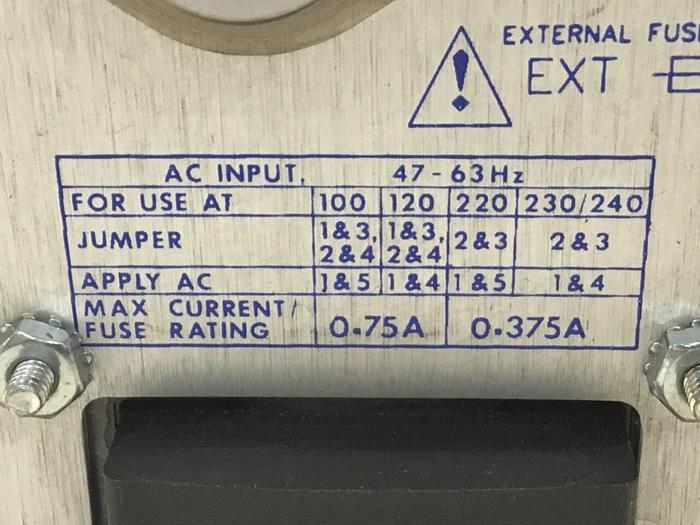 EXTERNAL FUS
EXT
AC INPUT, 47-63Hz
FOR USE AT 100 120 220 230/240
JUMPER 1&3, 2&4 1&3, 2&4 2&3 2&3
APPLY AC 1&5 1&4 1&5 1&4
MAX CURRENT/
FUSE RATING 0.75A 0.375A